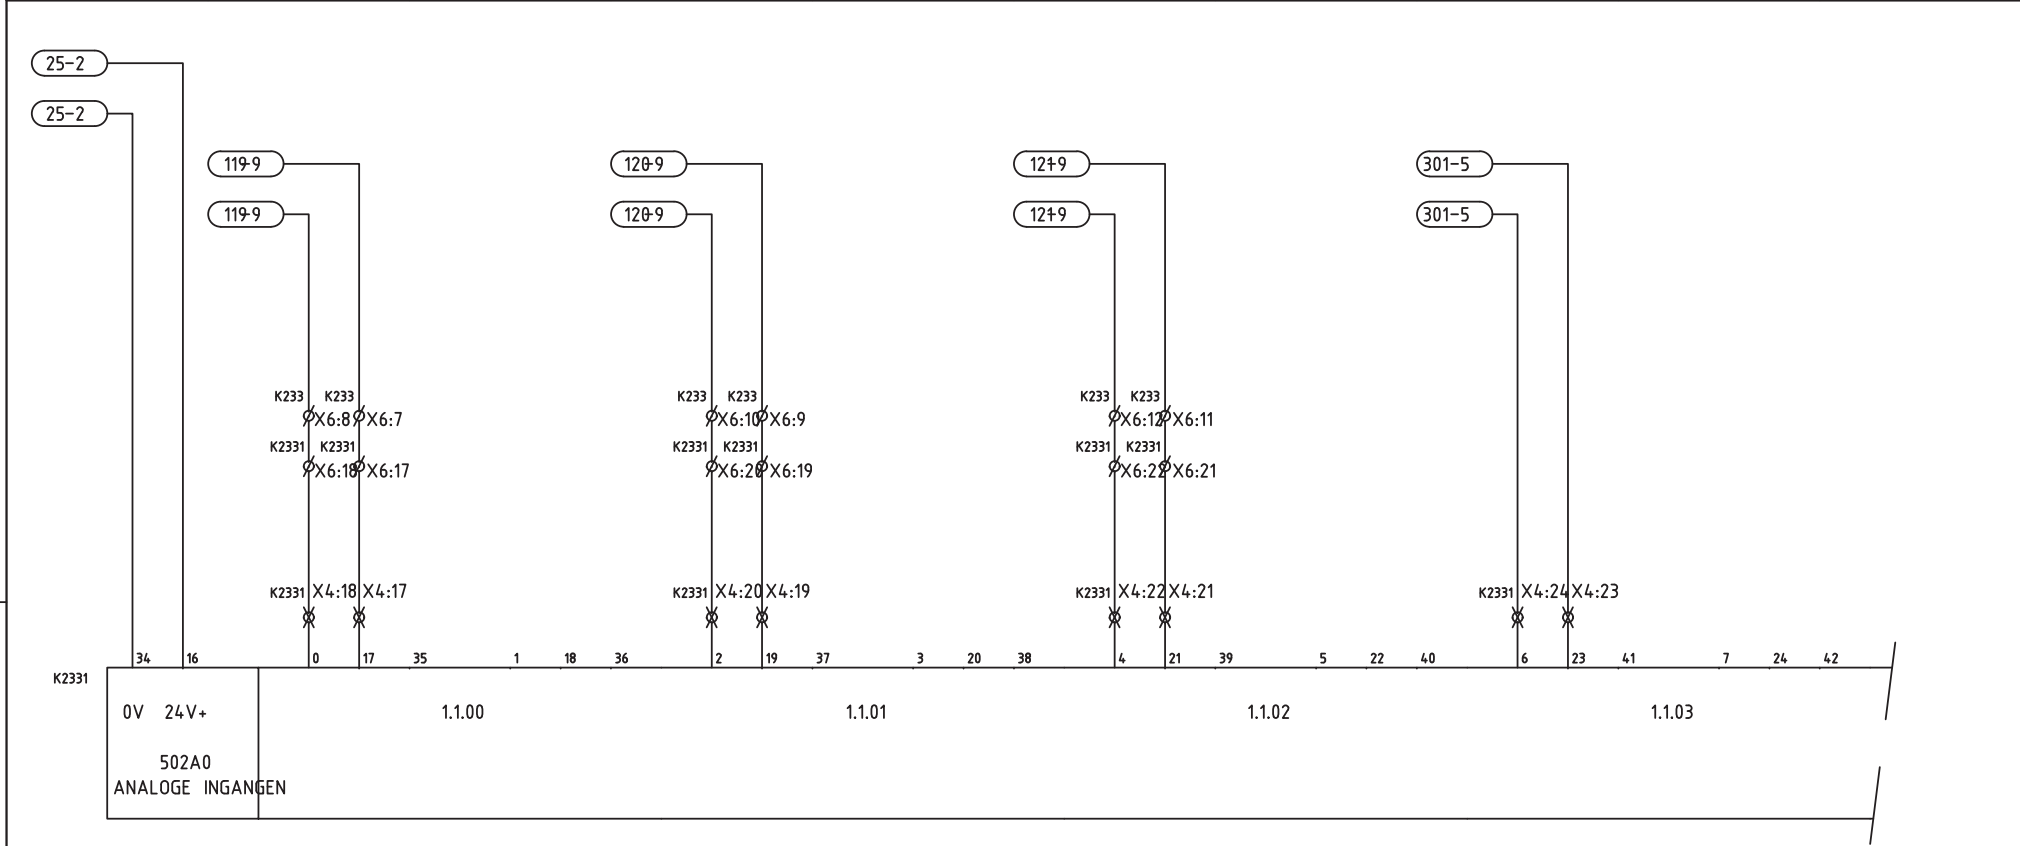 25-2
25-2
119-9 120-9 121-9 301-5
119-9 120-9 121-9 301-5
K233 K233 K233 K233 K233 K233
X6:8 X6:7 X6:10 X6:9 X6:12 X6:11
K2331 K2331 K2331 K2331 K2331 K2331
X6:18 X6:17 X6:20 X6:19 X6:22 X6:21
K2331 X4:18 X4:17 K2331 X4:20 X4:19 K2331 X4:22 X4:21 K2331 X4:24 X4:23
34 16 0 17 35 1 18 36 2 19 37 3 20 38 4 21 39 5 22 40 6 23 41 7 24 42
K2331
0V 24V+ 1.1.00 1.1.01 1.1.02 1.1.03
502A0
ANALOGE INGANGEN